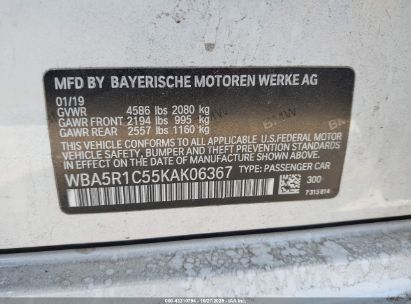 MFD BY BAYERISCHE MOTOREN WERKE AG
01/19
GVWR 4586 lbs 2080 kg
GAWR FRONT 2194 lbs 995 kg
GAWR REAR 2557 lbs 1160 kg
THIS VEHICLE CONFORMS TO ALL APPLICABLE U.S.FEDERAL MOTOR
VEHICLE SAFETY, BUMPER, AND THEFT PREVENTION STANDARDS IN
EFFECT ON THE DATE OF MANUFACTURE SHOWN ABOVE.
WBA5R1C55KAK06367 TYPE: PASSENGER CAR
300
7315814